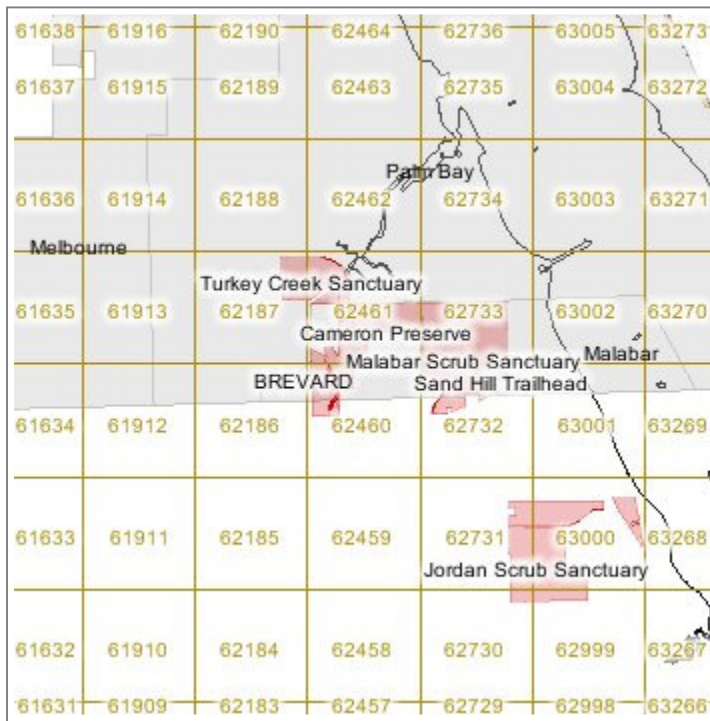 61638 61916 62190 62464 62736 63005 63273
61637 61915 62189 62463 62735 63004 63272
Palm Bay
61636 61914 62188 62462 62734 63003 63271
Melbourne
Turkey Creek Sanctuary
61635 61913 62187 62461 62733 63002 63270
Cameron Preserve
Malabar Scrub Sanctuary Malabar
BREVARD Sand Hill Trailhead
61634 61912 62186 62460 62732 63001 63269
61633 61911 62185 62459 62731 63000 63268
Jordan Scrub Sanctuary
61632 61910 62184 62458 62730 62999 63267
61631 61909 62183 62457 62729 62998 63266